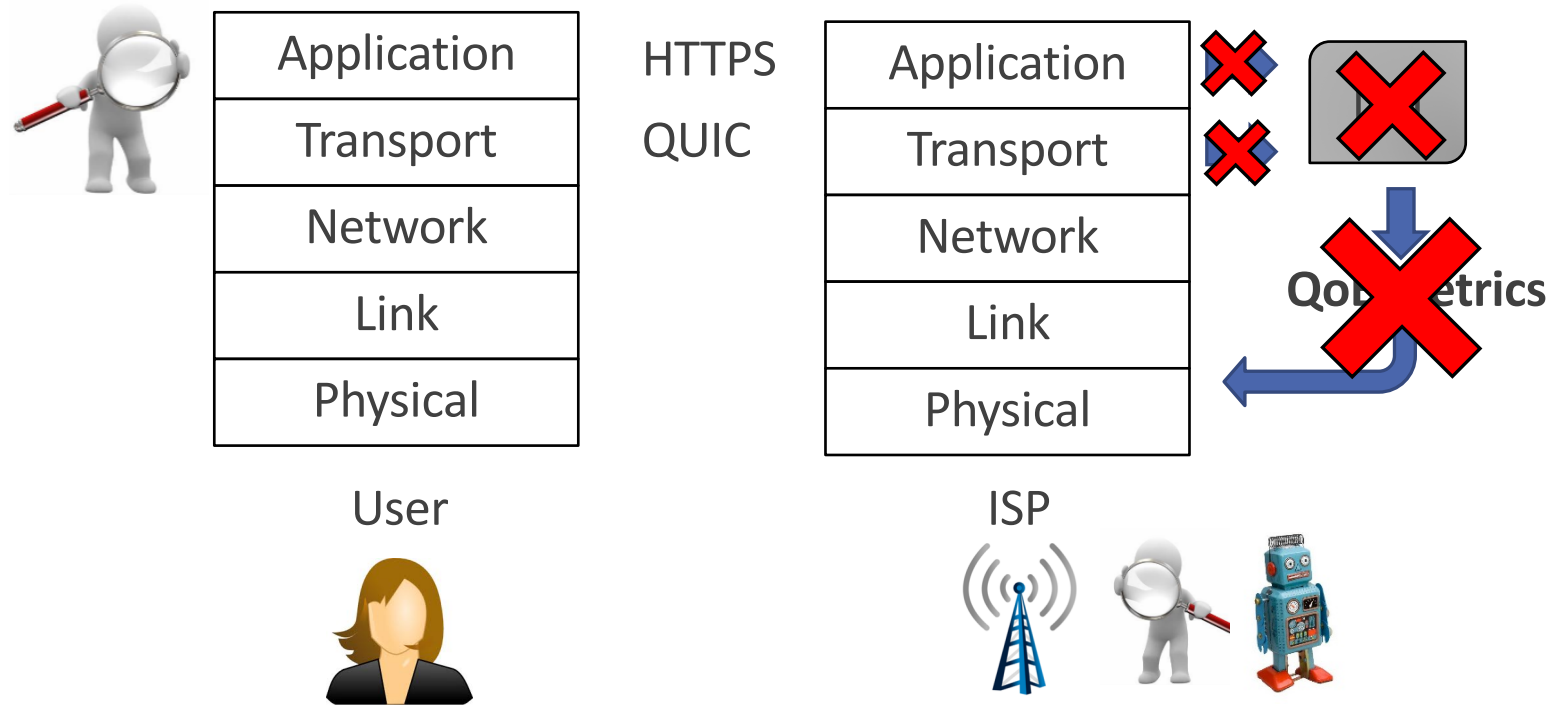 Application
Transport
Network
Link
Physical
User
HTTPS
QUIC
Application
Transport
Network
Link
Physical
ISP